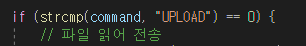 if (strcmp(command, "UPLOAD") == 0) {
// 파일 읽어 전송